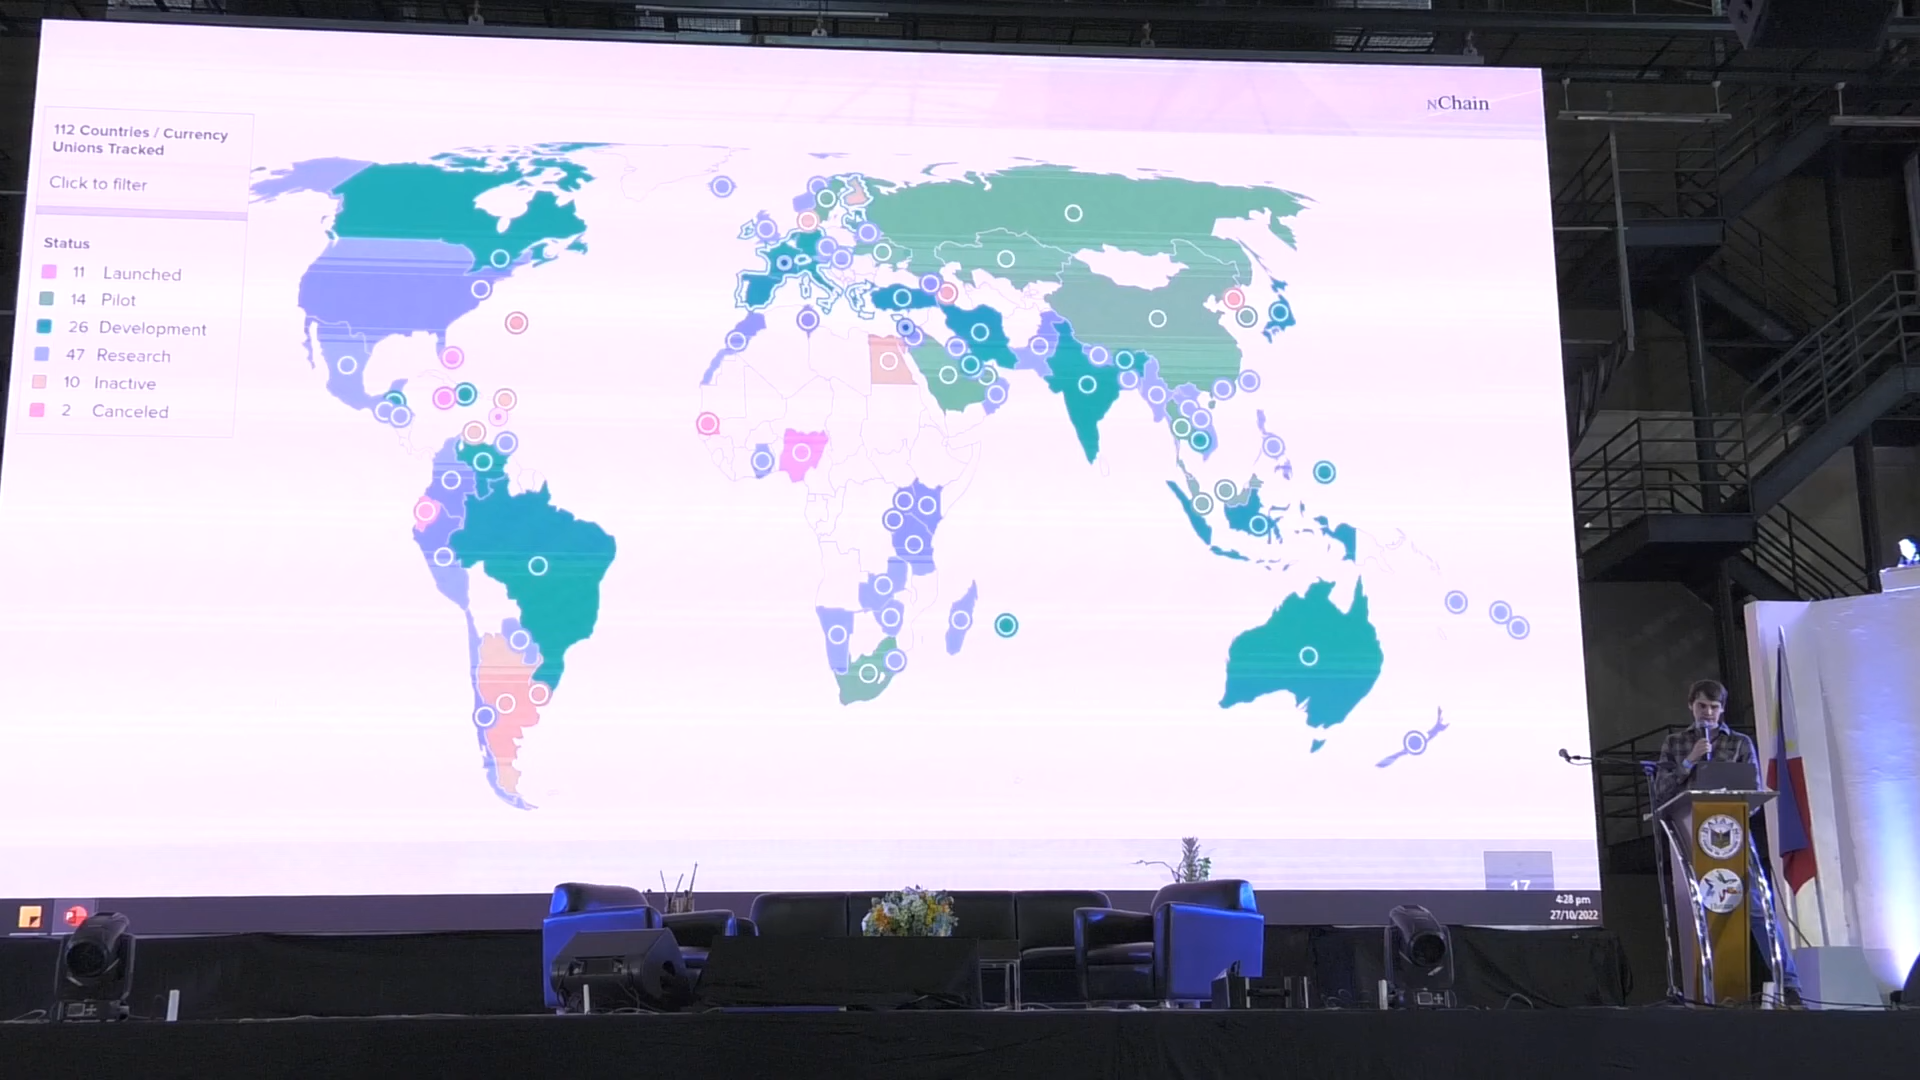 nChain
112 Countries / Currency
Unions Tracked
Click to filter
Status
11 Launched
14 Pilot
26 Development
47 Research
10 Inactive
2 Canceled
17
4:28 pm
27/10/2022
BATAAN